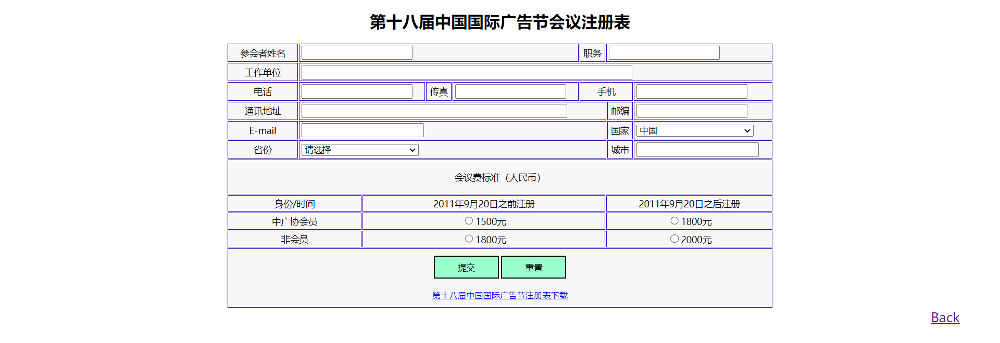 第十八届中国国际广告节会议注册表
参会者姓名 职务
工作单位
电话 传真 手机
通讯地址 邮编
E-mail 国家 中国
省份 请选择 城市
会议费标准（人民币）
身份/时间 2011年9月20日之前注册 2011年9月20日之后注册
中广协会员 1500元 1800元
非会员 1800元 2000元
提交 重置
第十八届中国国际广告节注册表下载
Back